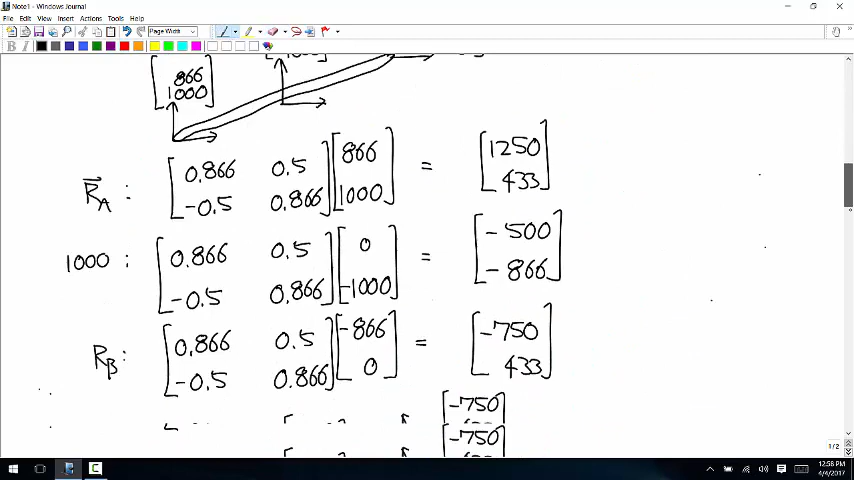 Note1 - Windows Journal
File Edit View Insert Actions Tools Help
Page Width
B I
866
1000
R_A : [0.866 0.5] [866] = [1250]
[-0.5 0.866] [1000] [433]
1000 : [0.866 0.5] [0] = [-500]
[-0.5 0.866] [-1000] [-866]
R_B : [0.866 0.5] [-866] = [-750]
[-0.5 0.866] [0] [433]
[-750]
[-750]
1/2
12:58 PM
4/4/2017